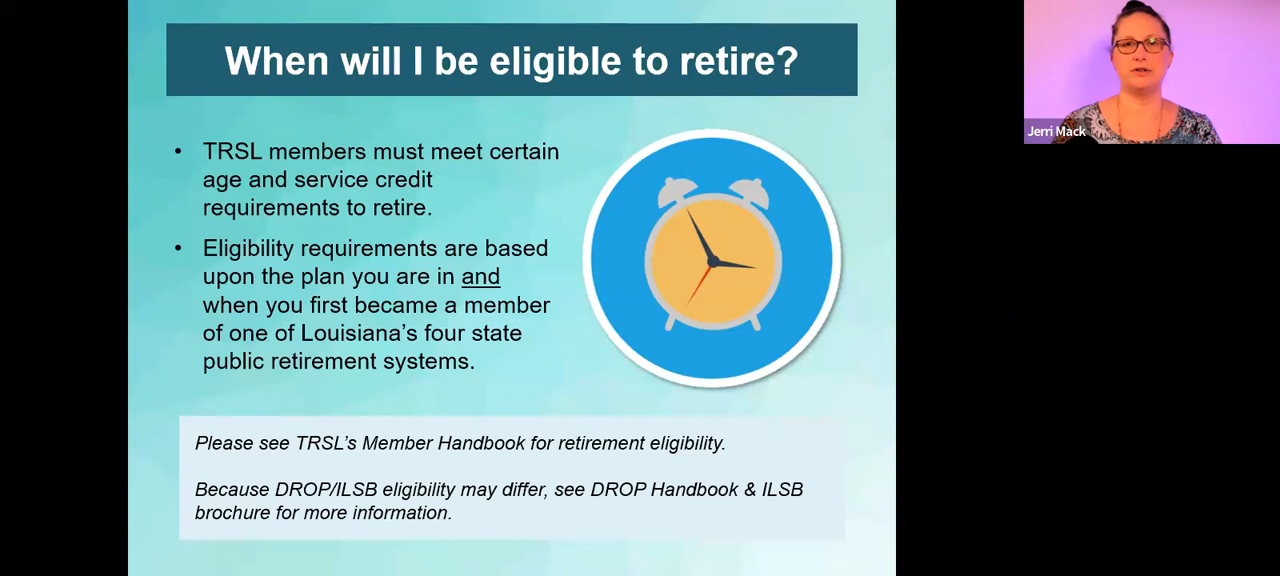 When will I be eligible to retire?
• TRSL members must meet certain
age and service credit
requirements to retire.
• Eligibility requirements are based
upon the plan you are in and
when you first became a member
of one of Louisiana's four state
public retirement systems.
Please see TRSL's Member Handbook for retirement eligibility.
Because DROP/ILSB eligibility may differ, see DROP Handbook & ILSB
brochure for more information.
Jerri Mack